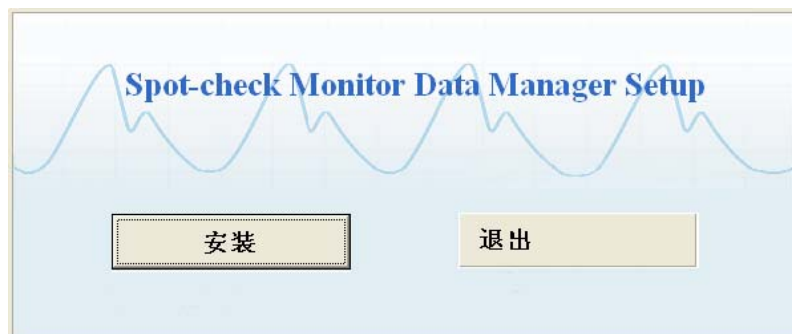 Spot-check Monitor Data Manager Setup
安装
退出